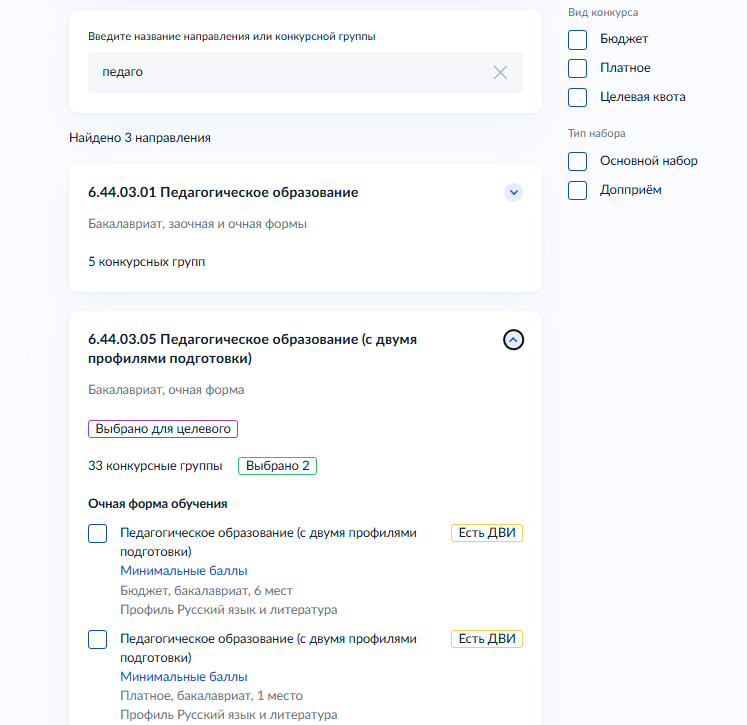 Введите название направления или конкурсной группы
педаго
Найдено 3 направления
6.44.03.01 Педагогическое образование
Бакалавриат, заочная и очная формы
5 конкурсных групп
6.44.03.05 Педагогическое образование (с двумя
профилями подготовки)
Бакалавриат, очная форма
Выбрано для целевого
33 конкурсные группы Выбрано 2
Очная форма обучения
Педагогическое образование (с двумя профилями Есть ДВИ
подготовки)
Минимальные баллы
Бюджет, бакалавриат, 6 мест
Профиль Русский язык и литература
Педагогическое образование (с двумя профилями Есть ДВИ
подготовки)
Минимальные баллы
Платное, бакалавриат, 1 место
Профиль Русский язык и литература
Вид конкурса
Бюджет
Платное
Целевая квота
Тип набора
Основной набор
Допприём